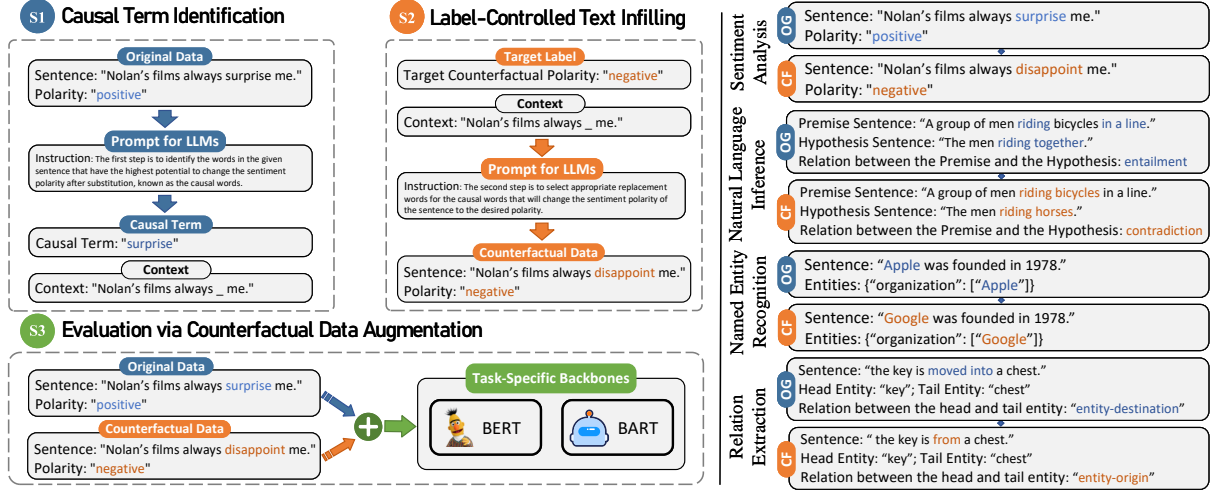 S1 Causal Term Identification
Original Data
Sentence: "Nolan's films always surprise me."
Polarity: "positive"
Prompt for LLMs
Instruction: The first step is to identify the words in the given
sentence that have the highest potential to change the sentiment
polarity after substitution, known as the causal words.
Causal Term
Causal Term: "surprise"
Context
Context: "Nolan's films always _ me."
S2 Label-Controlled Text Infilling
Target Label
Target Counterfactual Polarity: "negative"
Context
Context: "Nolan's films always _ me."
Prompt for LLMs
Instruction: The second step is to select appropriate replacement
words for the causal words that will change the sentiment polarity of
the sentence to the desired polarity.
Counterfactual Data
Sentence: "Nolan's films always disappoint me."
Polarity: "negative"
S3 Evaluation via Counterfactual Data Augmentation
Original Data
Sentence: "Nolan's films always surprise me."
Polarity: "positive"
Counterfactual Data
Sentence: "Nolan's films always disappoint me."
Polarity: "negative"
Task-Specific Backbones
BERT
BART
Sentiment
Analysis
OG
Sentence: "Nolan's films always surprise me."
Polarity: "positive"
CF
Sentence: "Nolan's films always disappoint me."
Polarity: "negative"
Natural Language
Inference
OG
Premise Sentence: “A group of men riding bicycles in a line.”
Hypothesis Sentence: “The men riding together.”
Relation between the Premise and the Hypothesis: entailment
CF
Premise Sentence: “A group of men riding bicycles in a line.”
Hypothesis Sentence: “The men riding horses.”
Relation between the Premise and the Hypothesis: contradiction
Named Entity
Recognition
OG
Sentence: “Apple was founded in 1978.”
Entities: {“organization”: [“Apple”]}
CF
Sentence: “Google was founded in 1978.”
Entities: {“organization”: [“Google”]}
Relation
Extraction
OG
Sentence: “the key is moved into a chest.”
Head Entity: “key”; Tail Entity: “chest”
Relation between the head and tail entity: “entity-destination”
CF
Sentence: “ the key is from a chest.”
Head Entity: “key”; Tail Entity: “chest”
Relation between the head and tail entity: “entity-origin”